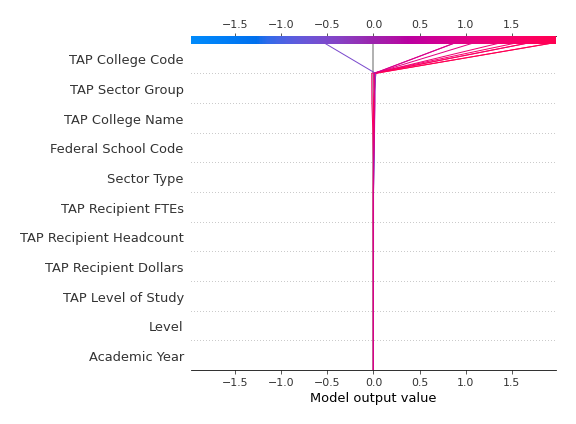 −1.5 −1.0 −0.5 0.0 0.5 1.0 1.5
TAP College Code
TAP Sector Group
TAP College Name
Federal School Code
Sector Type
TAP Recipient FTEs
TAP Recipient Headcount
TAP Recipient Dollars
TAP Level of Study
Level
Academic Year
−1.5 −1.0 −0.5 0.0 0.5 1.0 1.5
Model output value